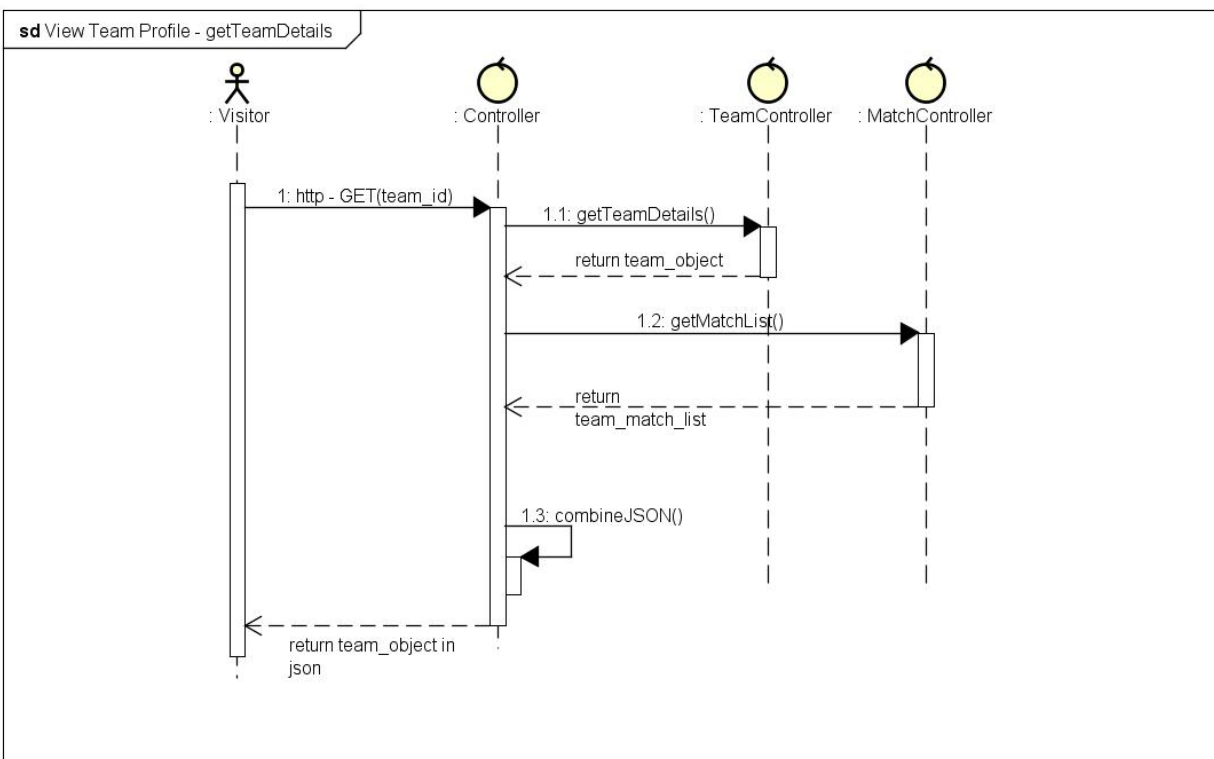 sd View Team Profile - getTeamDetails
: Visitor
: Controller
: TeamController
: MatchController
1: http - GET(team_id)
1.1: getTeamDetails()
return team_object
1.2: getMatchList()
return
team_match_list
1.3: combineJSON()
return team_object in
json